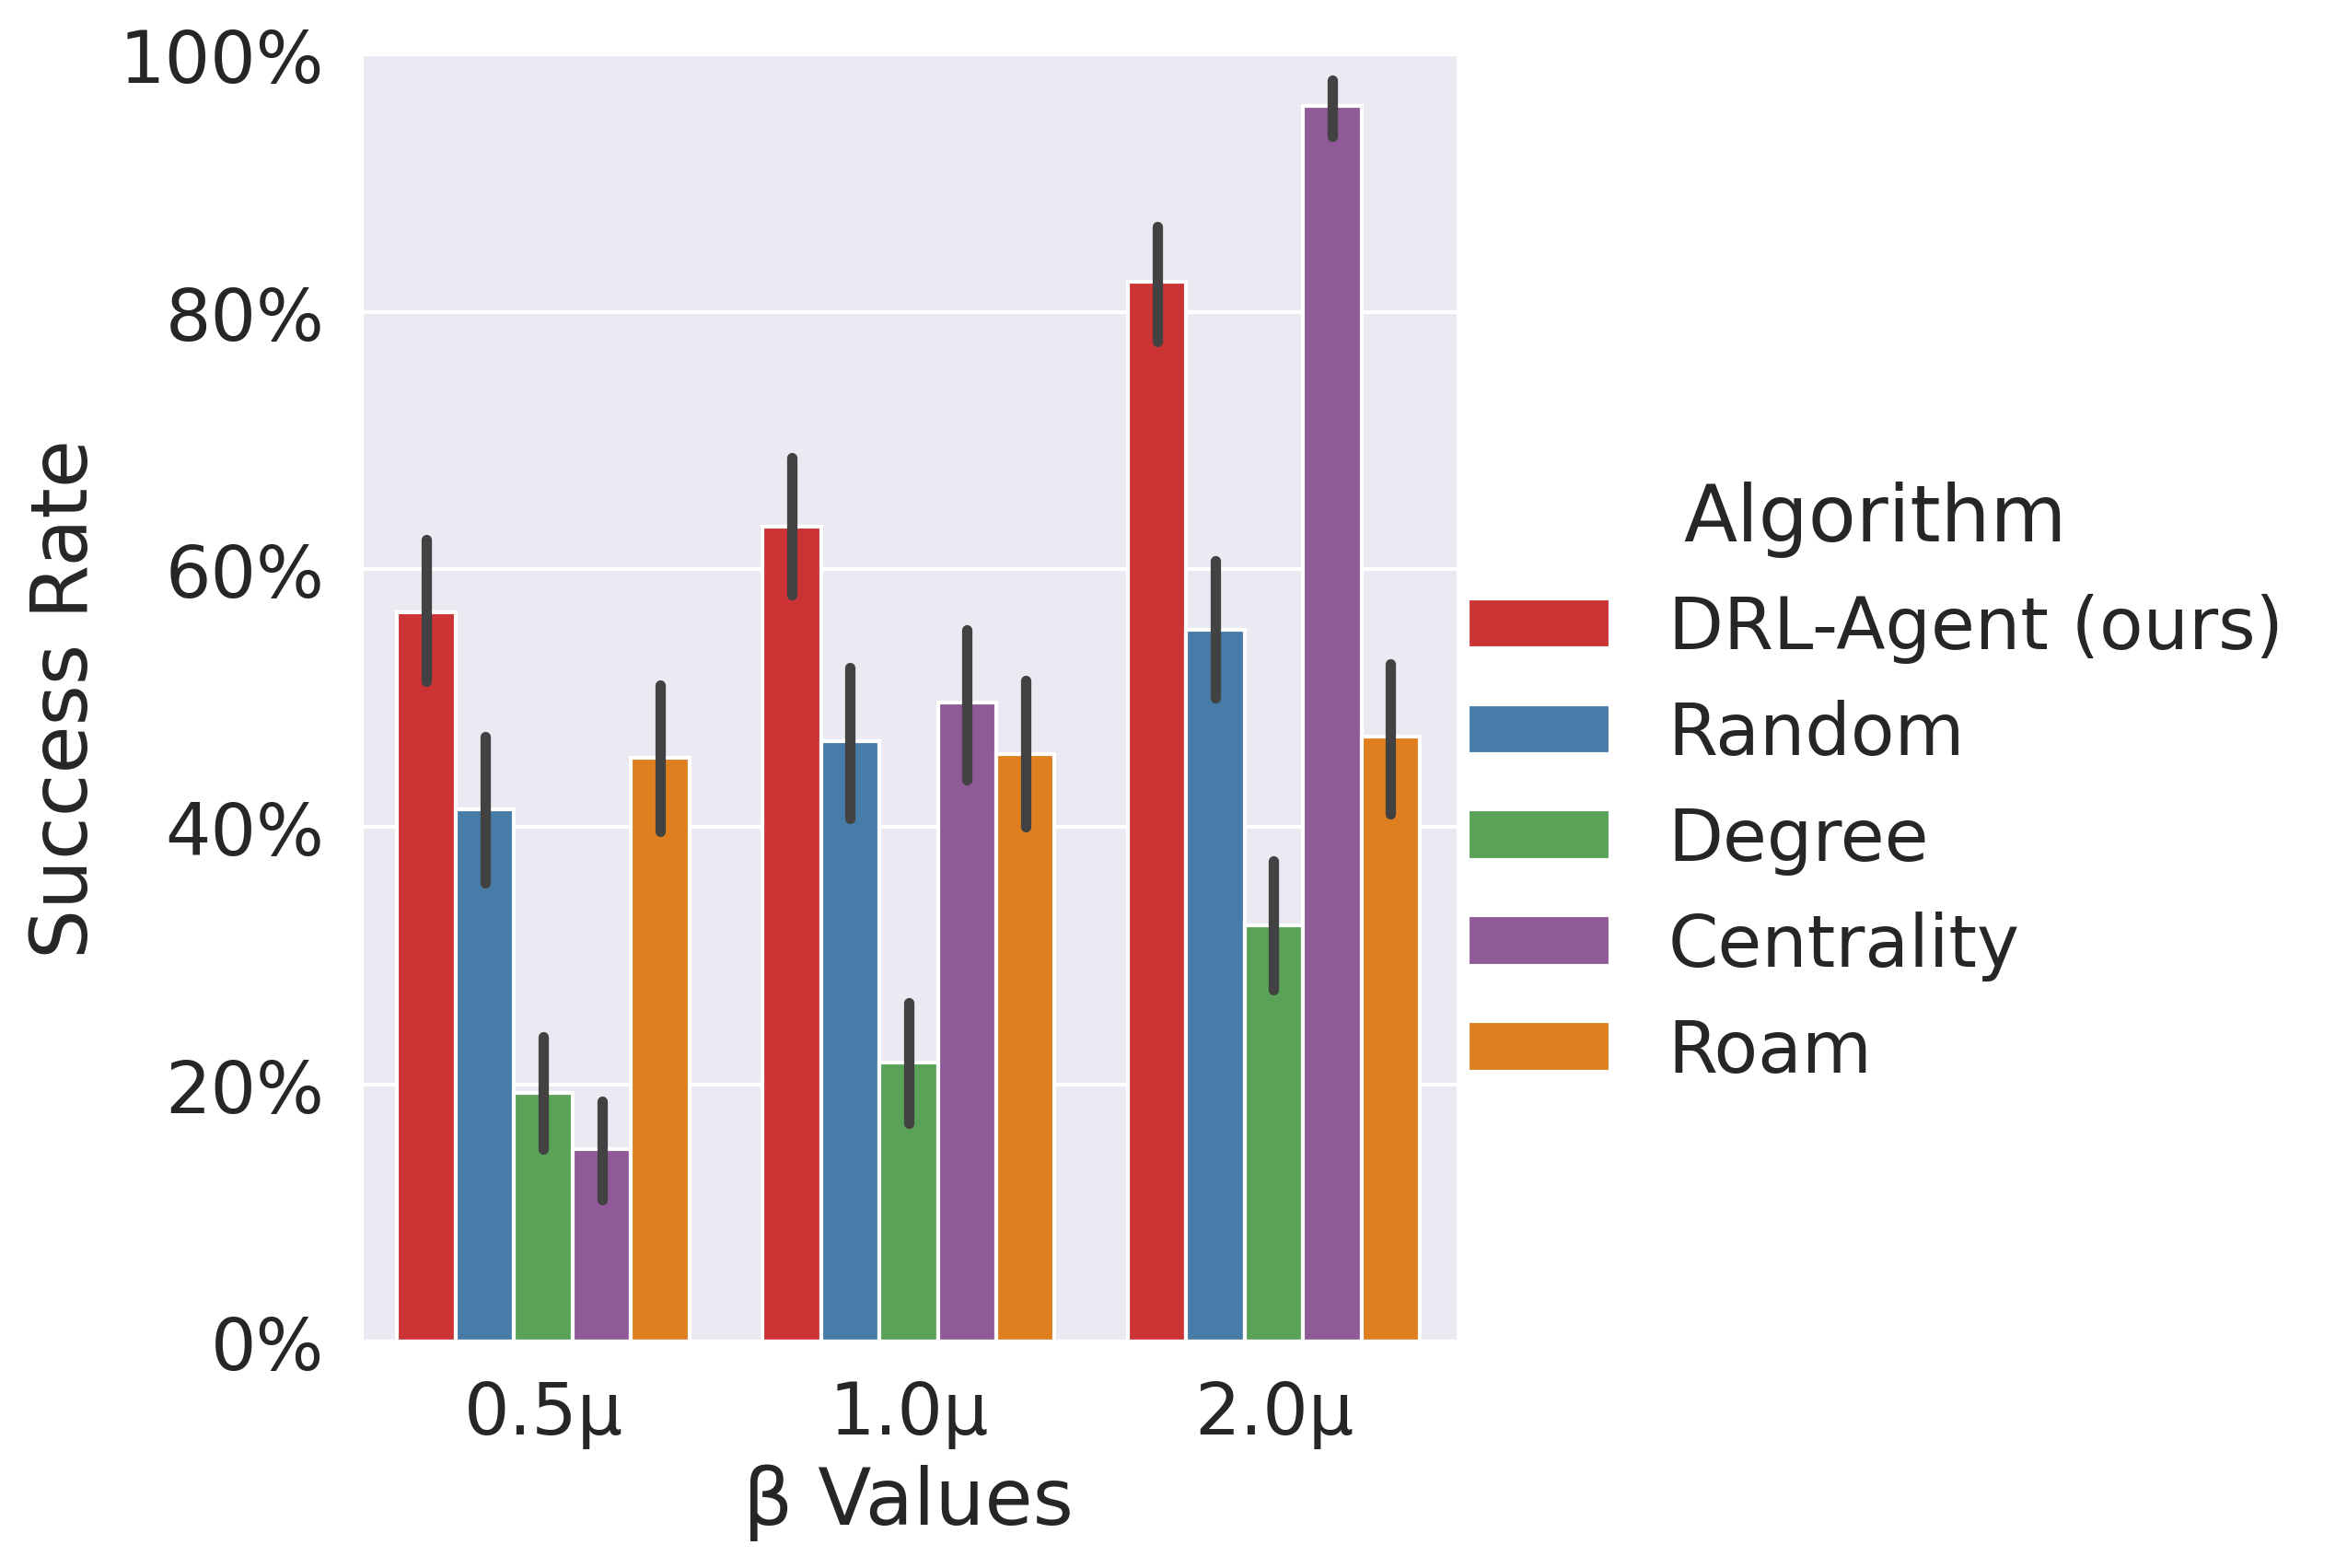 100%
80%
60%
40%
20%
0%
Success Rate
0.5μ
1.0μ
2.0μ
β Values
Algorithm
DRL-Agent (ours)
Random
Degree
Centrality
Roam